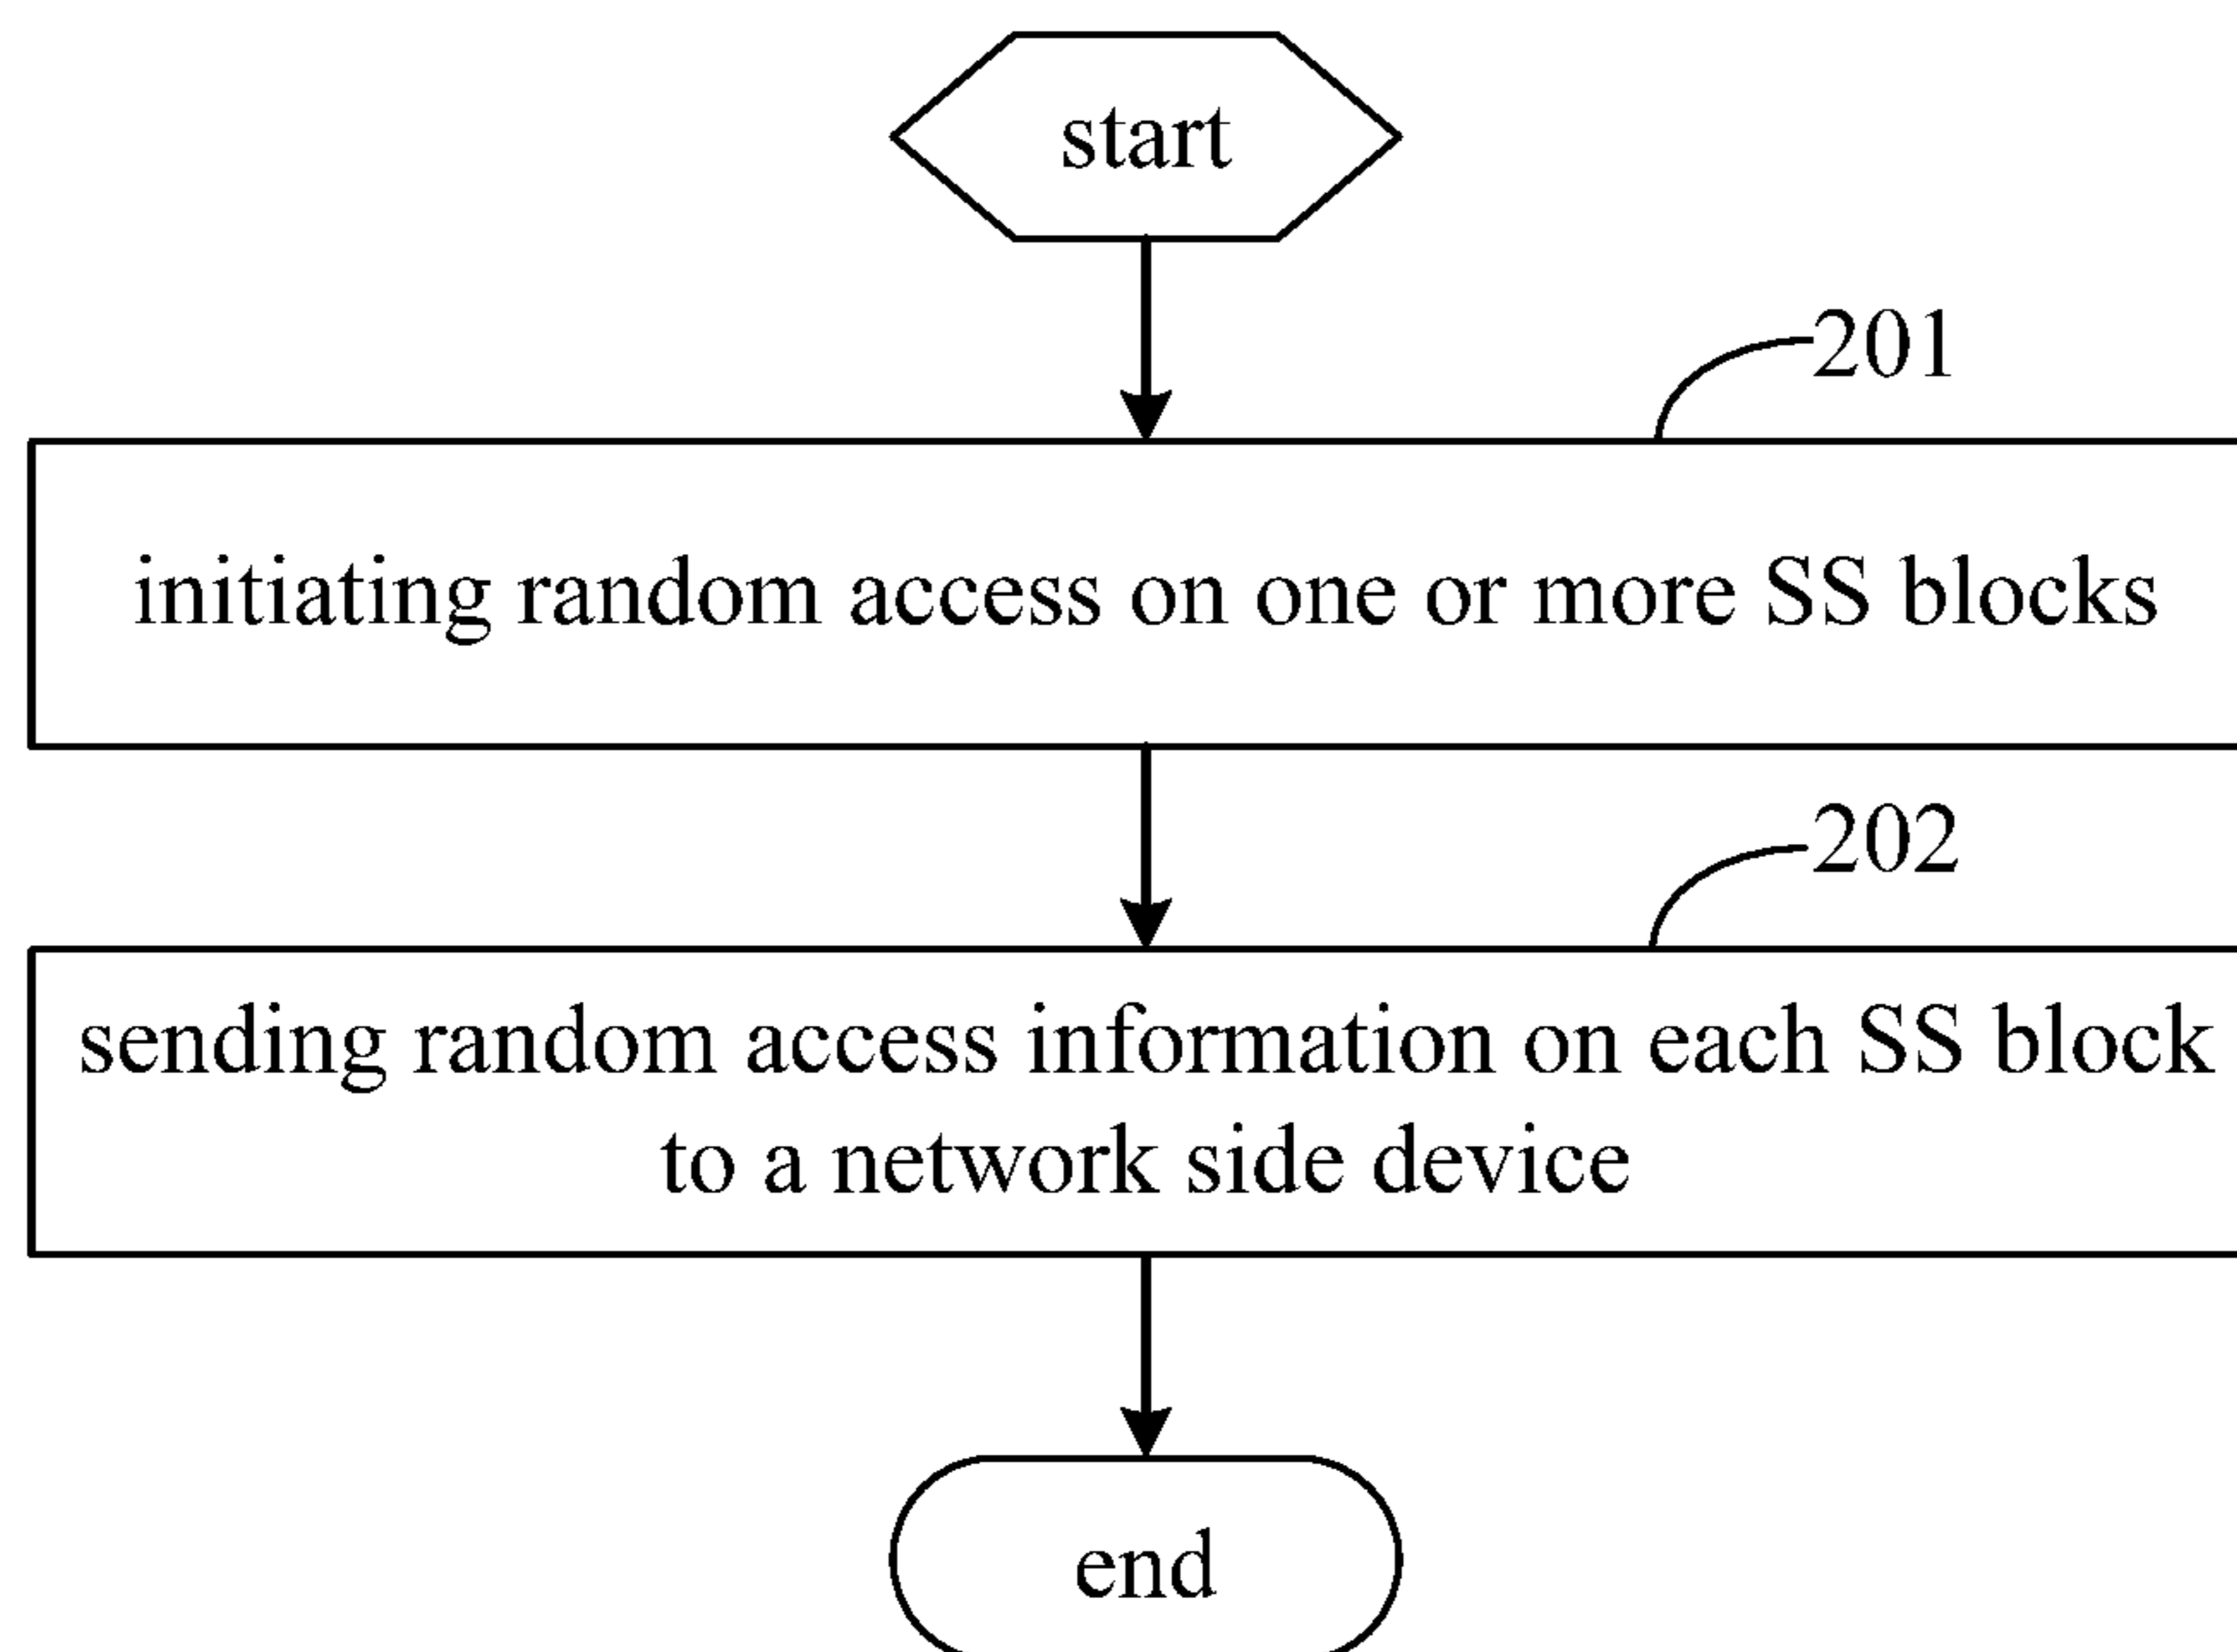 start
201
initiating random access on one or more SS blocks
202
sending random access information on each SS block
to a network side device
end